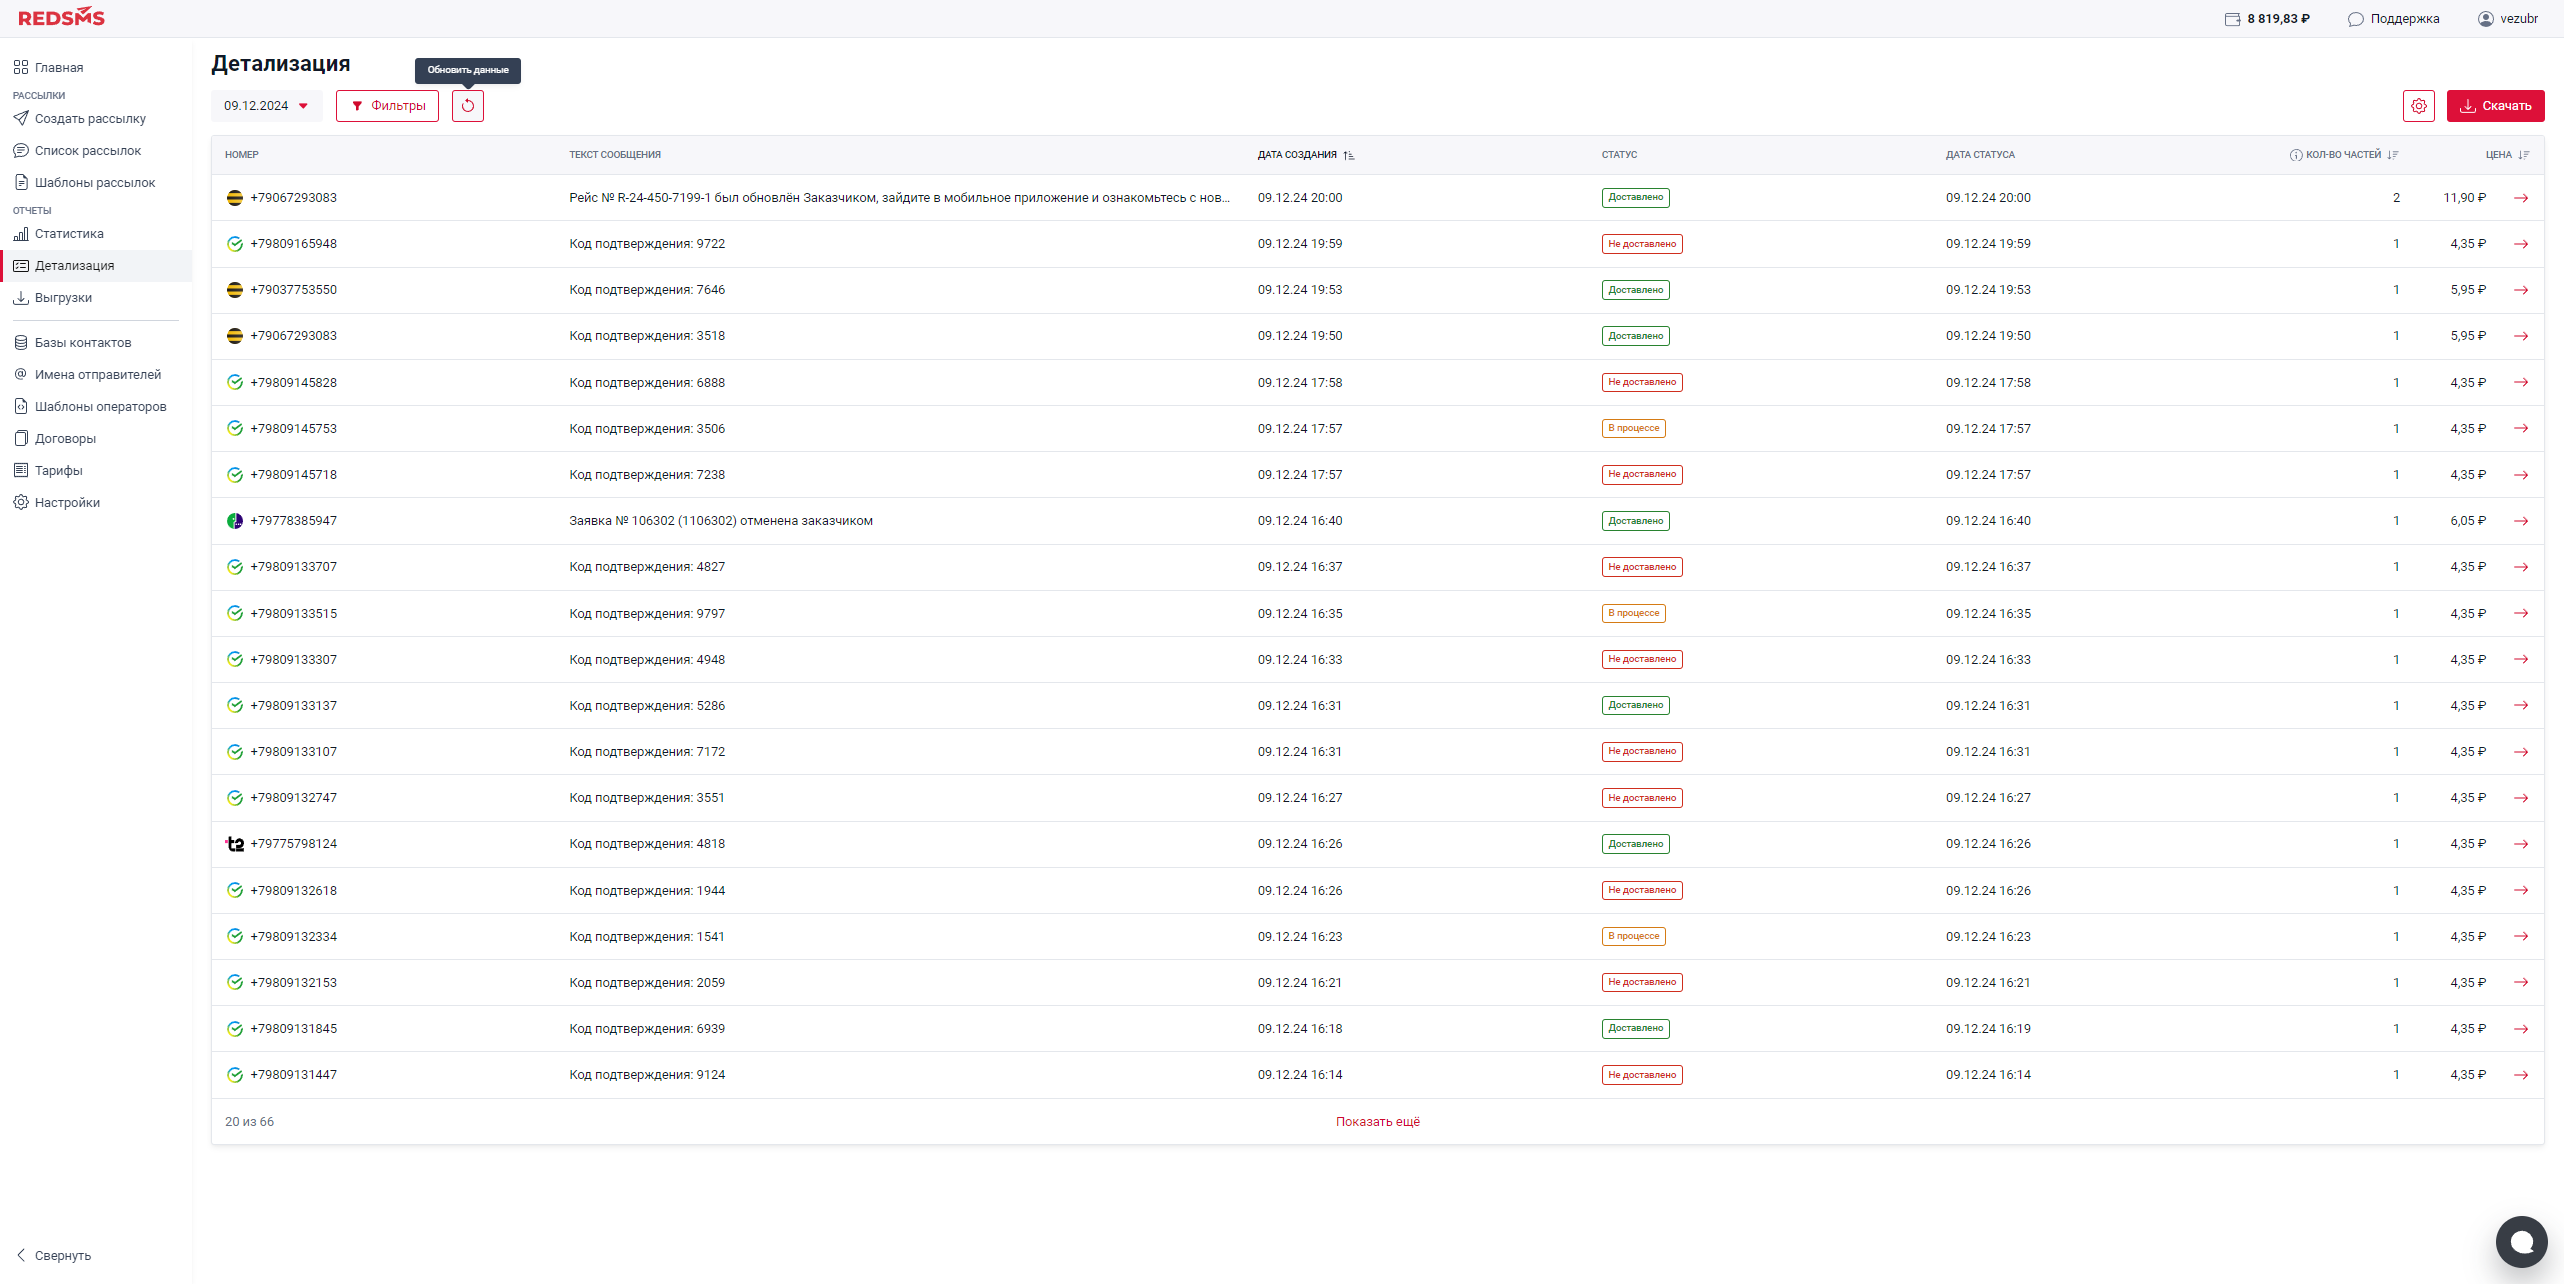 REDSMS
8 819,83 ₽ Поддержка vezubr
Главная
РАССЫЛКИ
Создать рассылку
Список рассылок
Шаблоны рассылок
ОТЧЕТЫ
Статистика
Детализация
Выгрузки
Базы контактов
Имена отправителей
Шаблоны операторов
Договоры
Тарифы
Настройки
Свернуть
Детализация
Обновить данные
09.12.2024 Фильтры Скачать
НОМЕР ТЕКСТ СООБЩЕНИЯ ДАТА СОЗДАНИЯ СТАТУС ДАТА СТАТУСА КОЛ-ВО ЧАСТЕЙ ЦЕНА
+79067293083 Рейс № R-24-450-7199-1 был обновлён Заказчиком, зайдите в мобильное приложение и ознакомьтесь с нов... 09.12.24 20:00 Доставлено 09.12.24 20:00 2 11,90 ₽
+79809165948 Код подтверждения: 9722 09.12.24 19:59 Не доставлено 09.12.24 19:59 1 4,35 ₽
+79037753550 Код подтверждения: 7646 09.12.24 19:53 Доставлено 09.12.24 19:53 1 5,95 ₽
+79067293083 Код подтверждения: 3518 09.12.24 19:50 Доставлено 09.12.24 19:50 1 5,95 ₽
+79809145828 Код подтверждения: 6888 09.12.24 17:58 Не доставлено 09.12.24 17:58 1 4,35 ₽
+79809145753 Код подтверждения: 3506 09.12.24 17:57 В процессе 09.12.24 17:57 1 4,35 ₽
+79809145718 Код подтверждения: 7238 09.12.24 17:57 Не доставлено 09.12.24 17:57 1 4,35 ₽
+79778385947 Заявка № 106302 (1106302) отменена заказчиком 09.12.24 16:40 Доставлено 09.12.24 16:40 1 6,05 ₽
+79809133707 Код подтверждения: 4827 09.12.24 16:37 Не доставлено 09.12.24 16:37 1 4,35 ₽
+79809133515 Код подтверждения: 9797 09.12.24 16:35 В процессе 09.12.24 16:35 1 4,35 ₽
+79809133307 Код подтверждения: 4948 09.12.24 16:33 Не доставлено 09.12.24 16:33 1 4,35 ₽
+79809133137 Код подтверждения: 5286 09.12.24 16:31 Доставлено 09.12.24 16:31 1 4,35 ₽
+79809133107 Код подтверждения: 7172 09.12.24 16:31 Не доставлено 09.12.24 16:31 1 4,35 ₽
+79809132747 Код подтверждения: 3551 09.12.24 16:27 Не доставлено 09.12.24 16:27 1 4,35 ₽
t2 +79775798124 Код подтверждения: 4818 09.12.24 16:26 Доставлено 09.12.24 16:26 1 4,35 ₽
+79809132618 Код подтверждения: 1944 09.12.24 16:26 Не доставлено 09.12.24 16:26 1 4,35 ₽
+79809132334 Код подтверждения: 1541 09.12.24 16:23 В процессе 09.12.24 16:23 1 4,35 ₽
+79809132153 Код подтверждения: 2059 09.12.24 16:21 Не доставлено 09.12.24 16:21 1 4,35 ₽
+79809131845 Код подтверждения: 6939 09.12.24 16:18 Доставлено 09.12.24 16:19 1 4,35 ₽
+79809131447 Код подтверждения: 9124 09.12.24 16:14 Не доставлено 09.12.24 16:14 1 4,35 ₽
20 из 66 Показать ещё